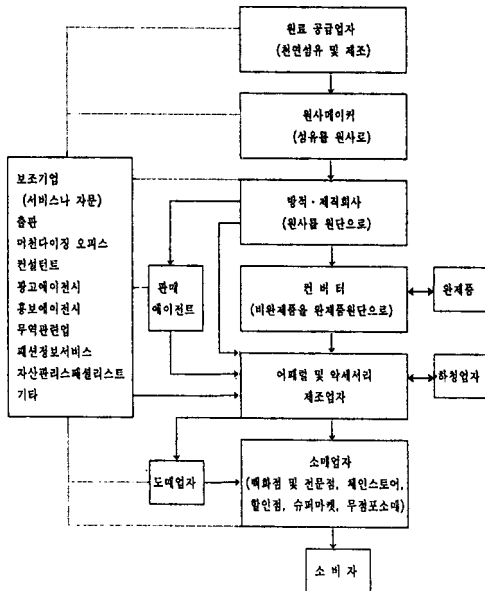 원료 공급업자
(천연섬유 및 제조)
원사메이커
(섬유를 원사로)
보조기업
(서비스나 자문)
출판
머천다이징 오피스
컨설턴트
광고에이전시
홍보에이전시
무역관련업
패션정보서비스
자산관리스페셜리스트
기타
방적·제직회사
(원사를 원단으로)
판매
에이전트
컨버터
(비완제품을 완제품원단으로)
완제품
어패럴 및 악세서리
제조업자
하청업자
도매업자
소매업자
(백화점 및 전문점, 체인스토어,
할인점, 슈퍼마켓, 무점포소매)
소비자